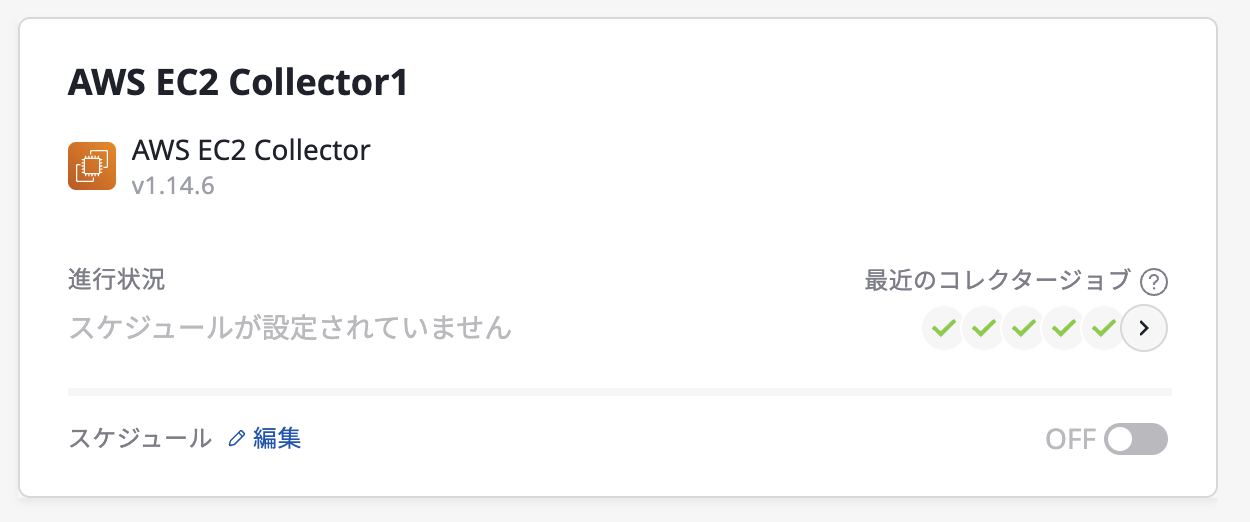 AWS EC2 Collector1
AWS EC2 Collector
v1.14.6
進行状況
スケジュールが設定されていません
最近のコレクタージョブ ?
スケジュール 編集
OFF